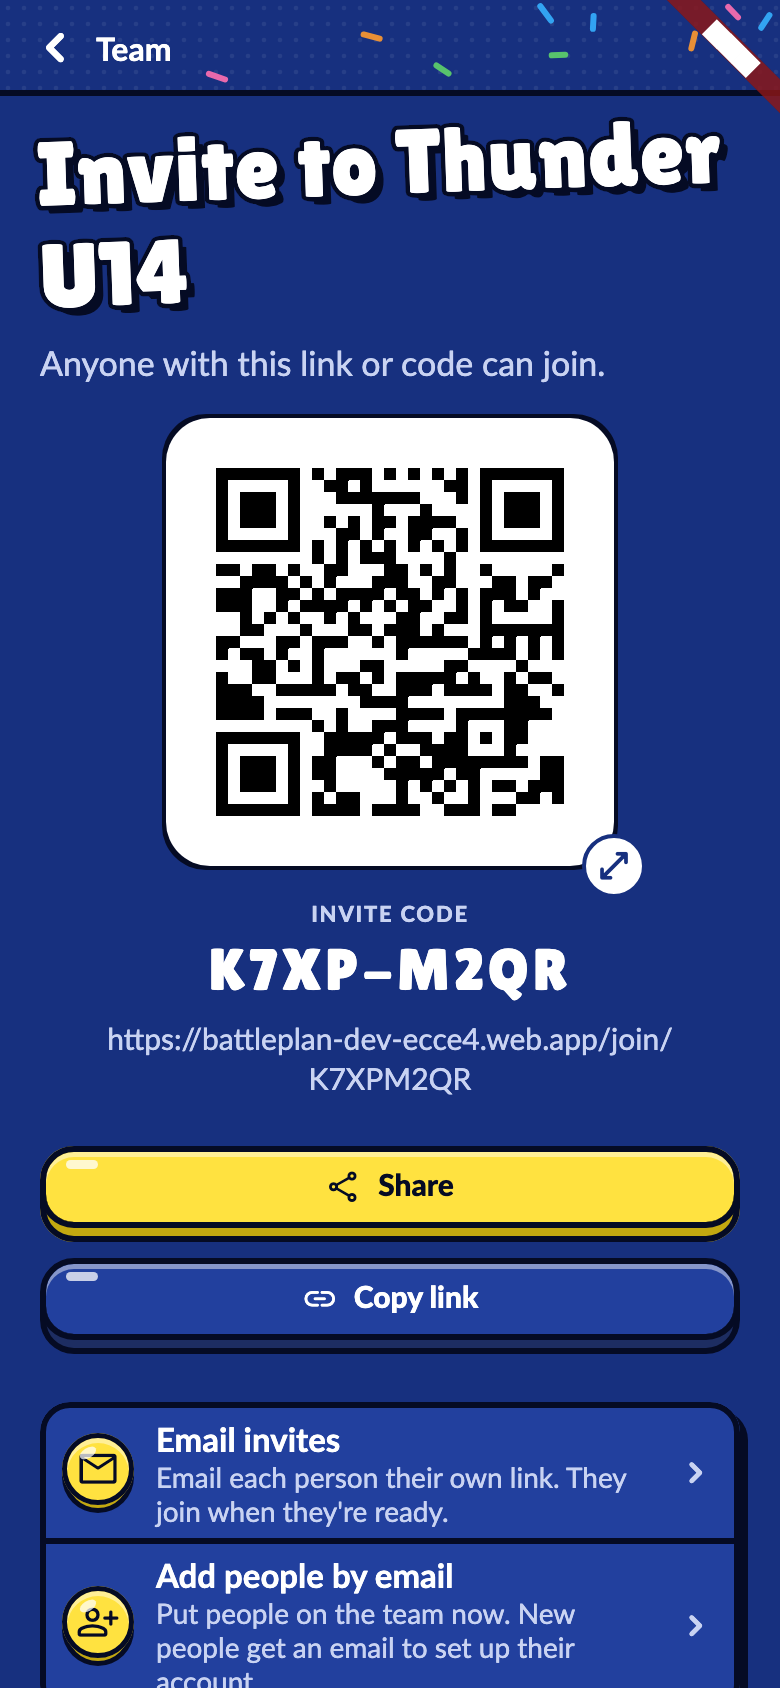 Team
Invite to Thunder
U14
Anyone with this link or code can join.
INVITE CODE
K7XP-M2QR
https://battleplan-dev-ecce4.web.app/join/
K7XPM2QR
Share
Copy link
Email invites
Email each person their own link. They
join when they're ready.
Add people by email
Put people on the team now. New
people get an email to set up their
account